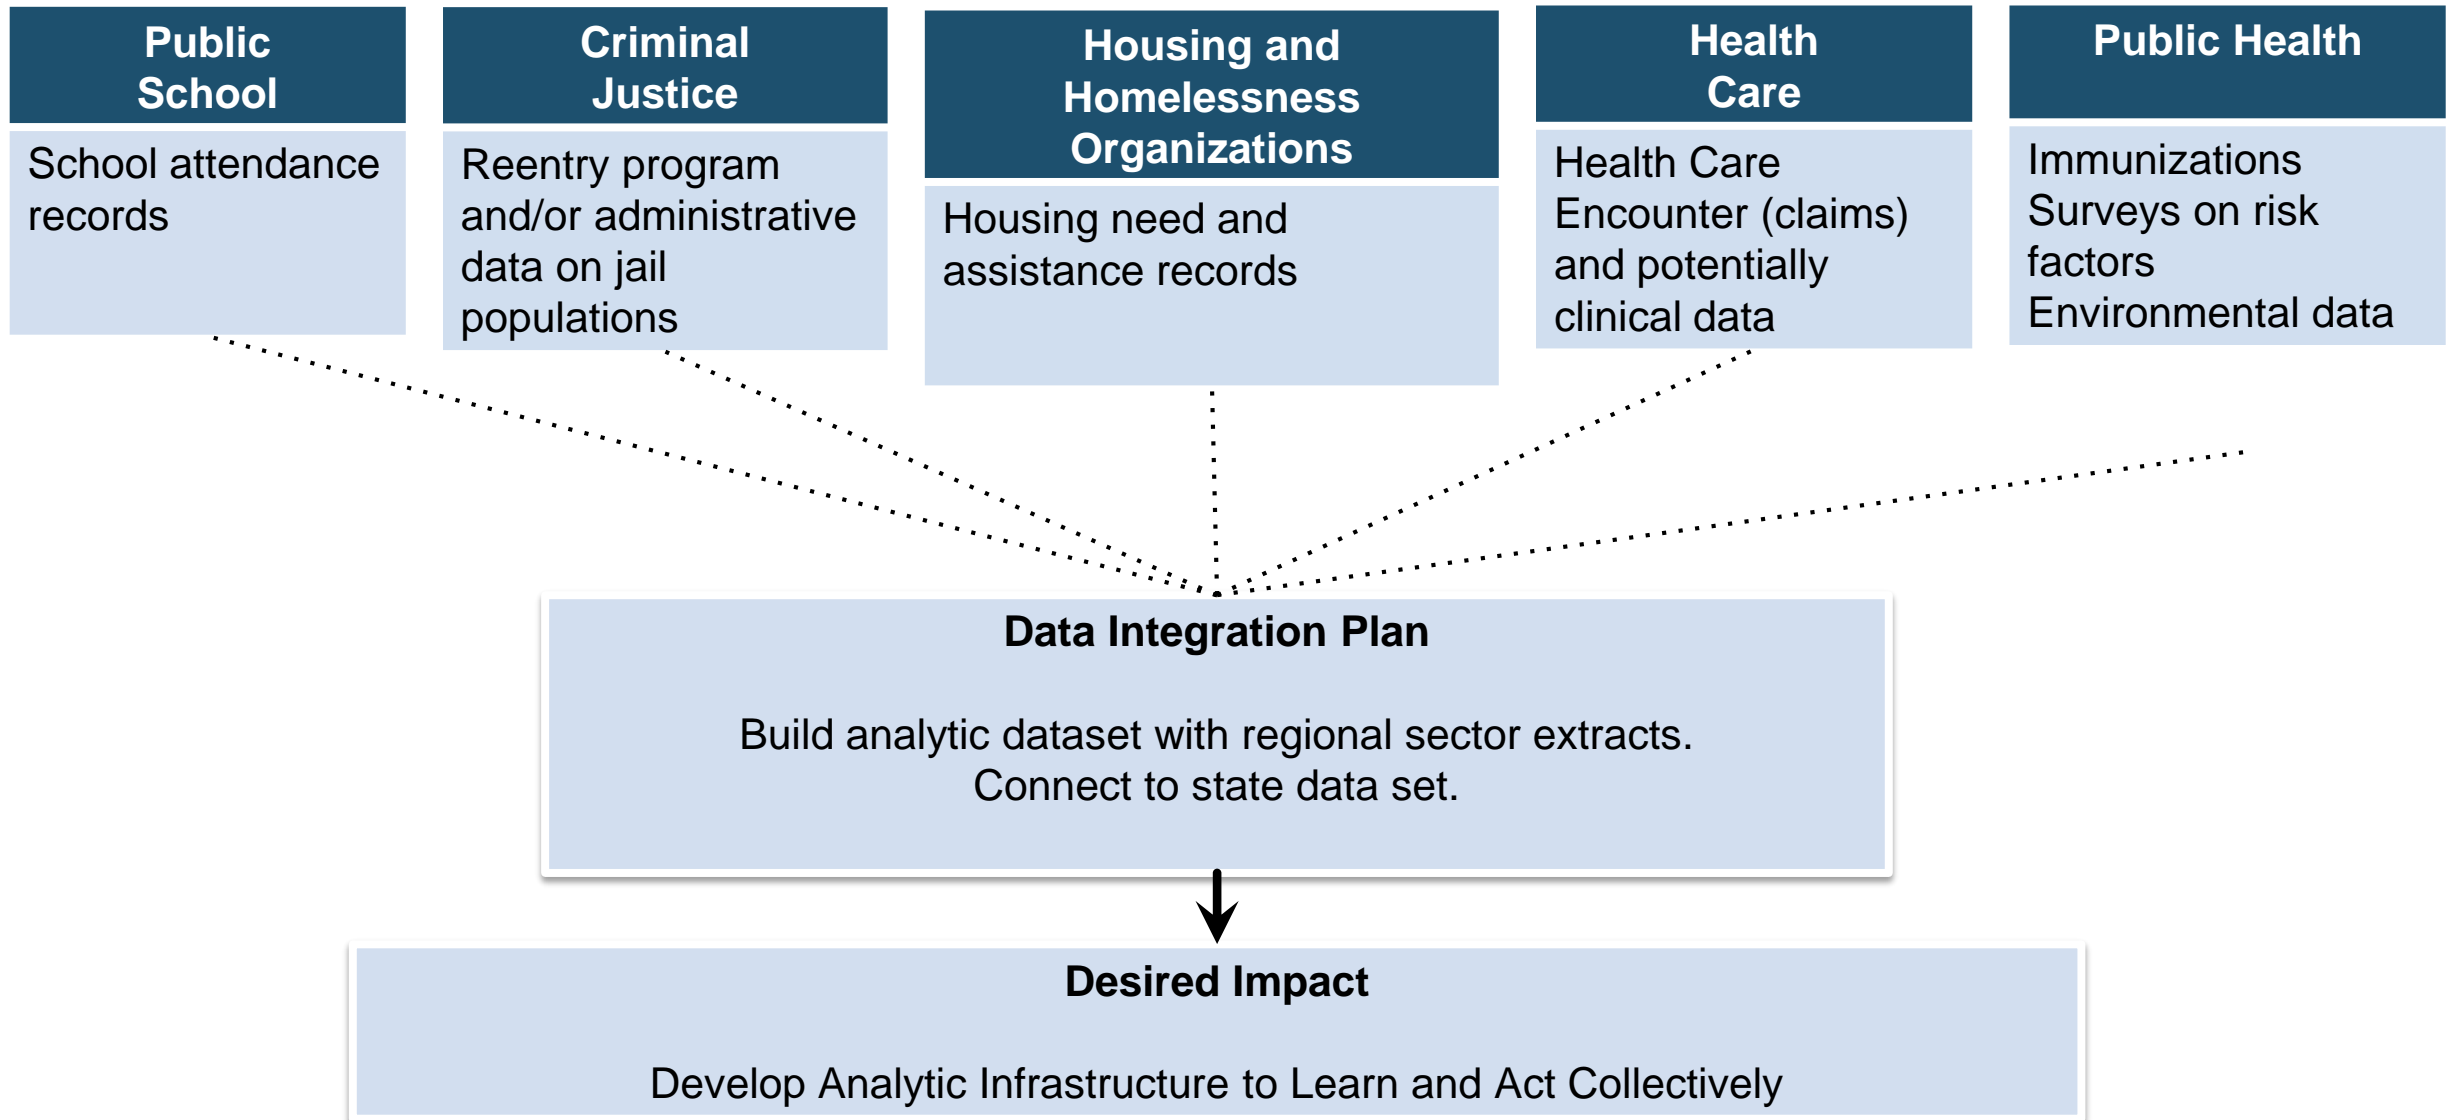 Public
School
School attendance
records
Criminal
Justice
Reentry program
and/or administrative
data on jail
populations
Housing and
Homelessness
Organizations
Housing need and
assistance records
Health
Care
Health Care
Encounter (claims)
and potentially
clinical data
Public Health
Immunizations
Surveys on risk
factors
Environmental data
Data Integration Plan
Build analytic dataset with regional sector extracts.
Connect to state data set.
Desired Impact
Develop Analytic Infrastructure to Learn and Act Collectively